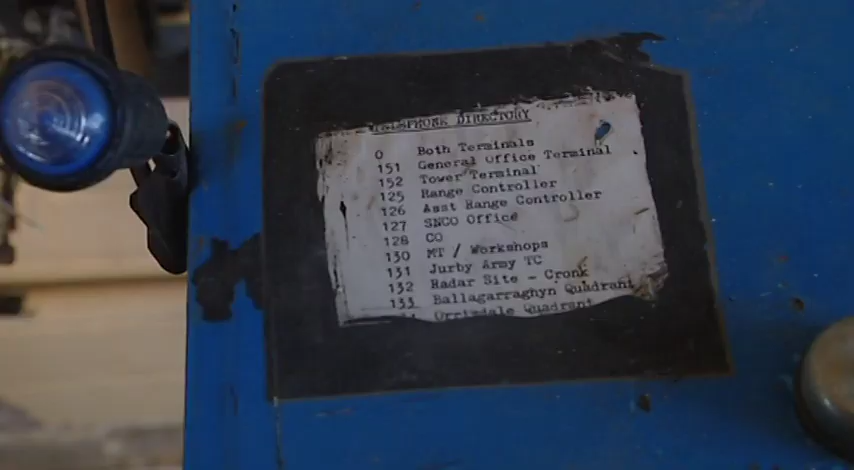 TELEPHONE DIRECTORY
0 Both Terminals
151 General Office Terminal
152 Tower Terminal
125 Range Controller
126 Asst Range Controller
127 SNCO Office
128 CO
130 MT / Workshops
131 Jurby Army TC
132 Radar Site - Cronk
133 Ballagarraghyn Quadrant
Orrisdale Quadrant